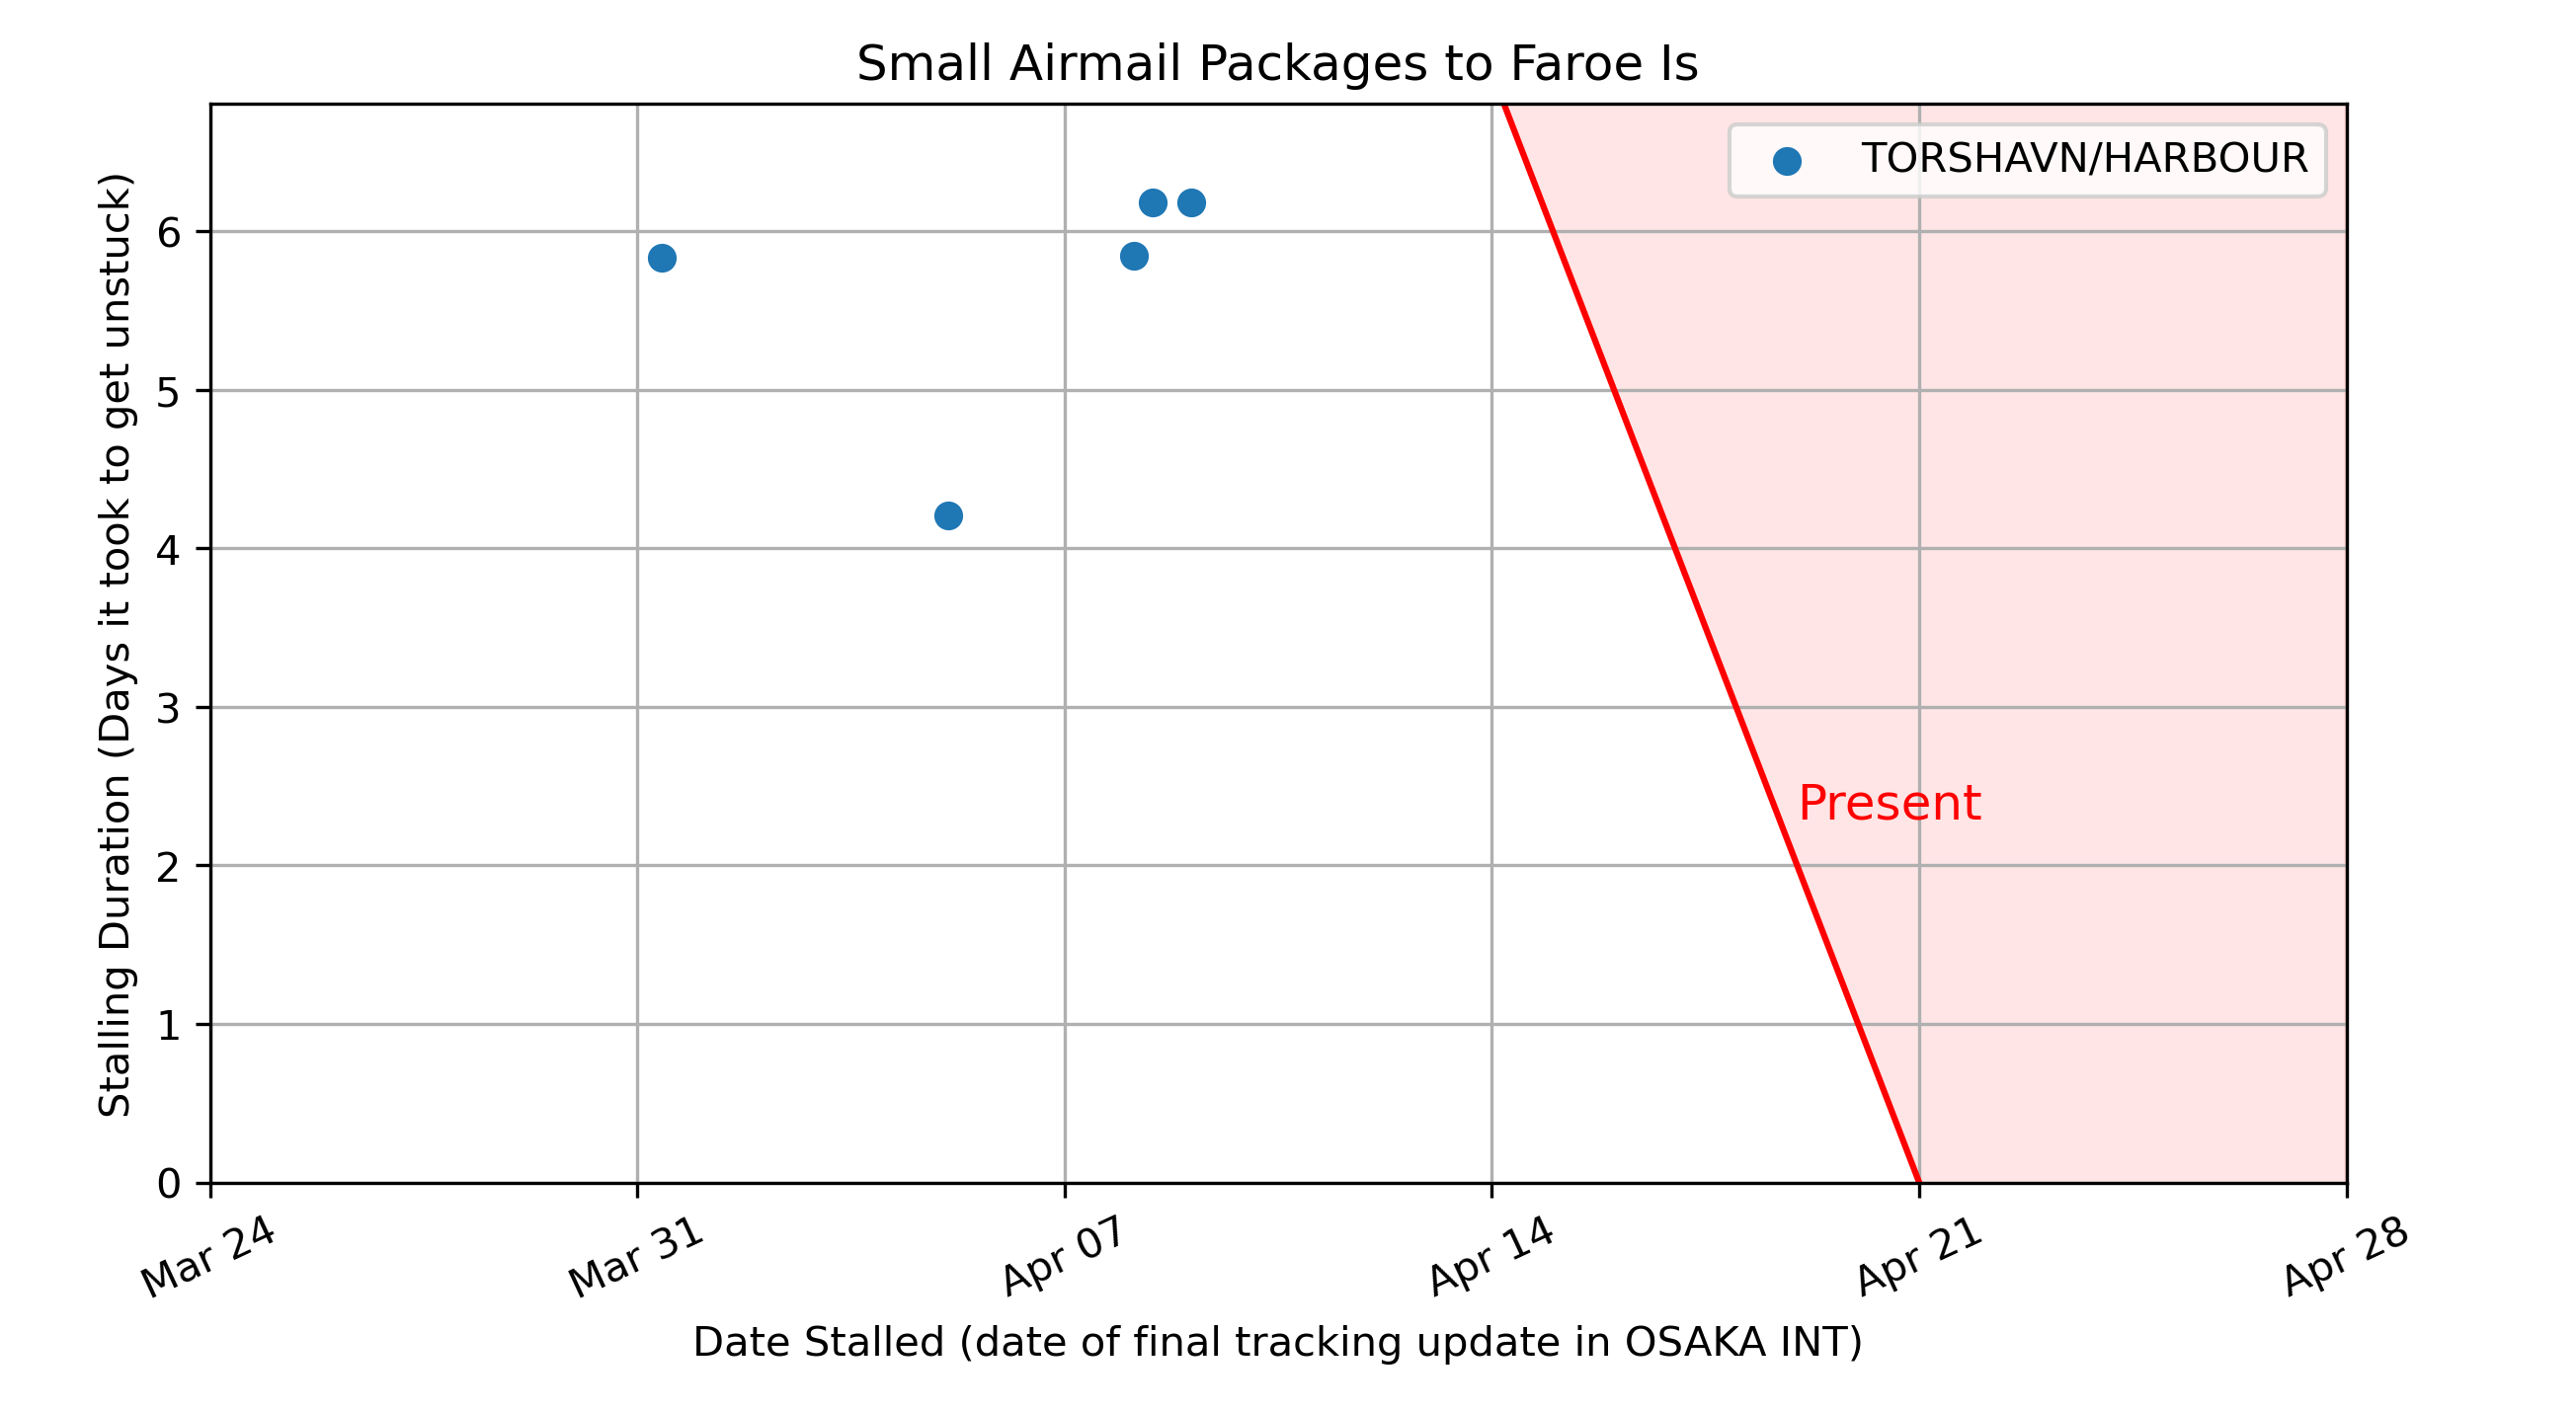 Small Airmail Packages to Faroe Is
TORSHAVN/HARBOUR
Stalling Duration (Days it took to get unstuck)
6
5
4
3
2
1
0
Present
Mar 24
Mar 31
Apr 07
Apr 14
Apr 21
Apr 28
Date Stalled (date of final tracking update in OSAKA INT)